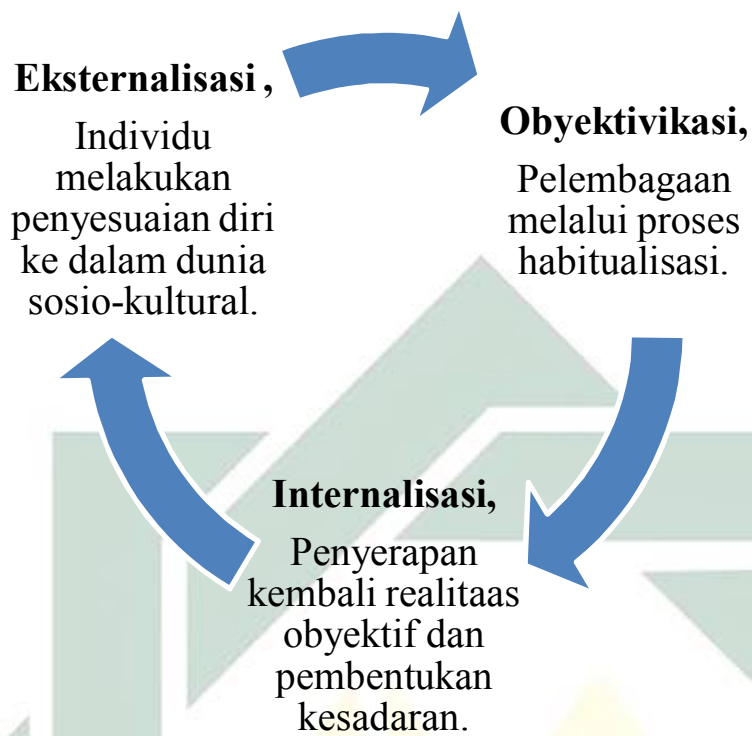 Eksternalisasi ,
Individu
melakukan
penyesuaian diri
ke dalam dunia
sosio-kultural.
Obyektivikasi,
Pelembagaan
melalui proses
habitualisasi.
Internalisasi,
Penyerapan
kembali realitaas
obyektif dan
pembentukan
kesadaran.